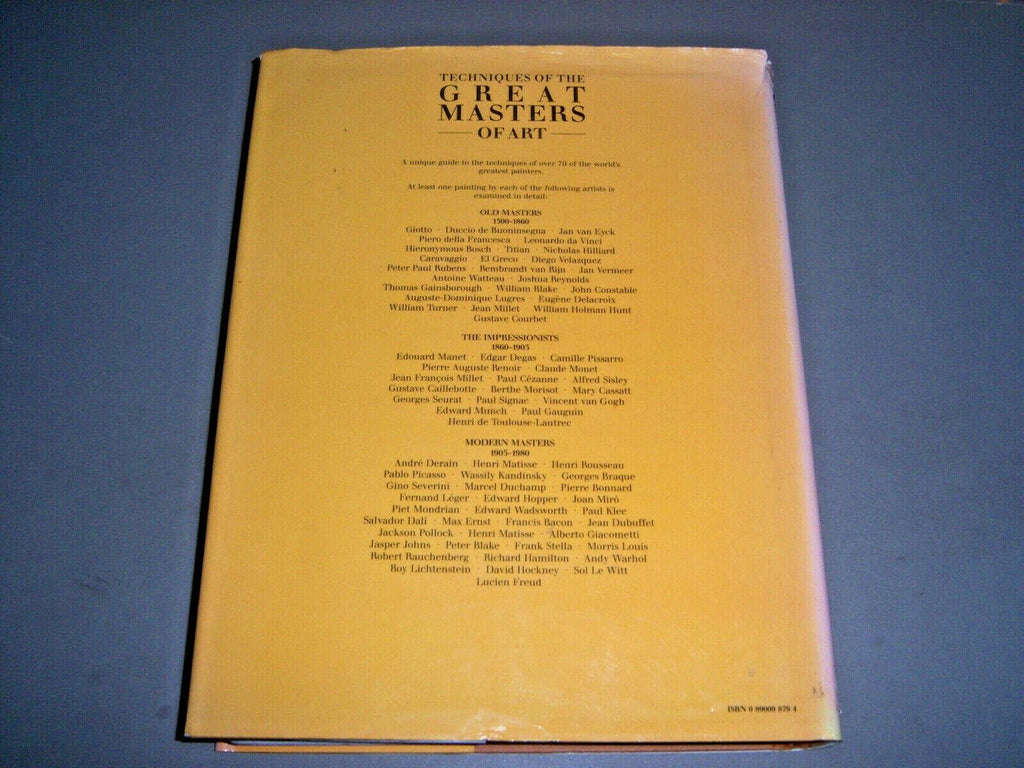 TECHNIQUES OF THE
GREAT
MASTERS
OF ART
A unique guide to the techniques of over 70 of the world's
greatest painters.
At least one painting by each of the following artists is
examined in detail:
OLD MASTERS
1300–1860
Giotto · Duccio de Buoninsegna · Jan van Eyck
Piero della Francesca · Leonardo da Vinci
Hieronymous Bosch · Titian · Nicholas Hilliard
Caravaggio · El Greco · Diego Velazquez
Peter Paul Rubens · Rembrandt van Rijn · Jan Vermeer
Antoine Watteau · Joshua Reynolds
Thomas Gainsborough · William Blake · John Constable
Auguste-Dominique Lugres · Eugène Delacroix
William Turner · Jean Millet · William Holman Hunt
Gustave Courbet
THE IMPRESSIONISTS
1860–1905
Edouard Manet · Edgar Degas · Camille Pissarro
Pierre Auguste Renoir · Claude Monet
Jean François Millet · Paul Cézanne · Alfred Sisley
Gustave Caillebotte · Berthe Morisot · Mary Cassatt
Georges Seurat · Paul Signac · Vincent van Gogh
Edward Munch · Paul Gauguin
Henri de Toulouse-Lautrec
MODERN MASTERS
1905–1980
André Derain · Henri Matisse · Henri Rousseau
Pablo Picasso · Wassily Kandinsky · Georges Braque
Gino Severini · Marcel Duchamp · Pierre Bonnard
Fernand Léger · Edward Hopper · Joan Miró
Piet Mondrian · Edward Wadsworth · Paul Klee
Salvador Dali · Max Ernst · Francis Bacon · Jean Dubuffet
Jackson Pollock · Henri Matisse · Alberto Giacometti
Jasper Johns · Peter Blake · Frank Stella · Morris Louis
Robert Rauchenberg · Richard Hamilton · Andy Warhol
Roy Lichtenstein · David Hockney · Sol Le Witt
Lucien Freud
ISBN 0 89009 879 4